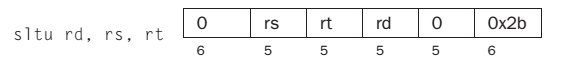 sltu rd, rs, rt 0 rs rt rd 0 0x2b
6 5 5 5 5 6